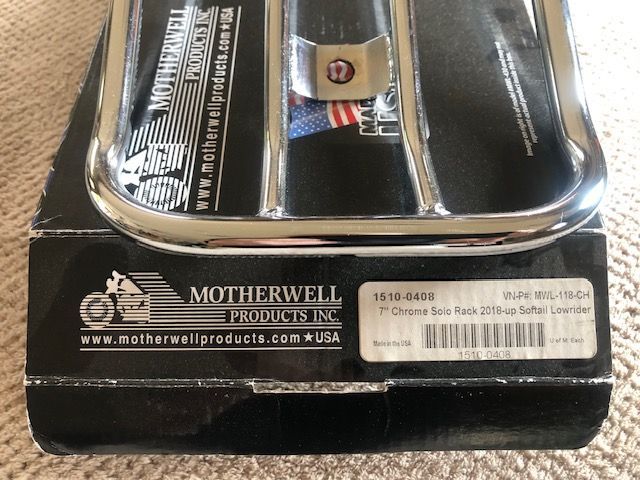 MOTHERWELL
PRODUCTS INC.
www.motherwellproducts.com★USA
MOTHERWELL
PRODUCTS INC.
www.motherwellproducts.com★USA
1510-0408 VN-P#: MWL-118-CH
7" Chrome Solo Rack 2018-up Softail Lowrider
Made in the USA U of M: Each
1510-0408